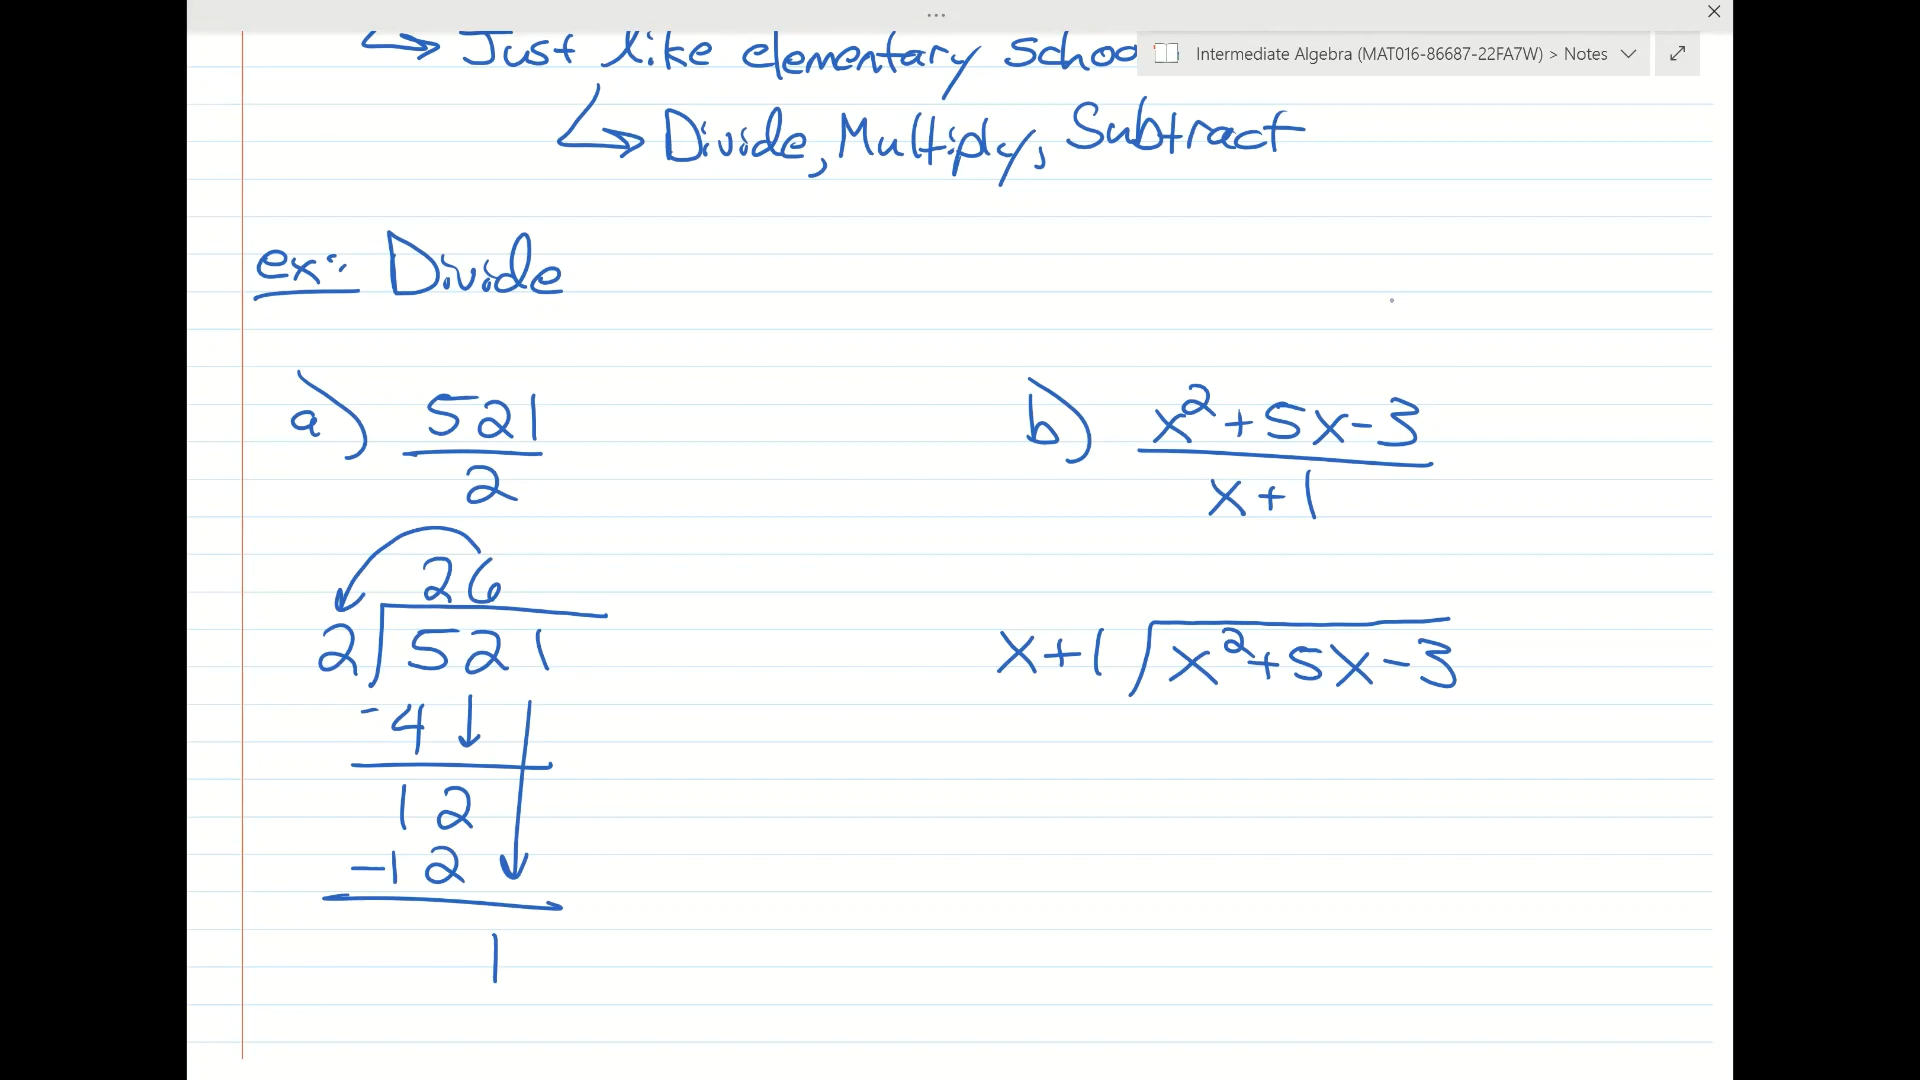 ...
Intermediate Algebra (MAT016-86687-22FA7W) > Notes
↳ Just like elementary schoo
↳ Divide, Multiply, Subtract
ex: Divide
a) 521
2
26
2 521
-4 ↓
12
-12 ↓
1
b) x²+5x-3
x+1
x+1 x²+5x-3